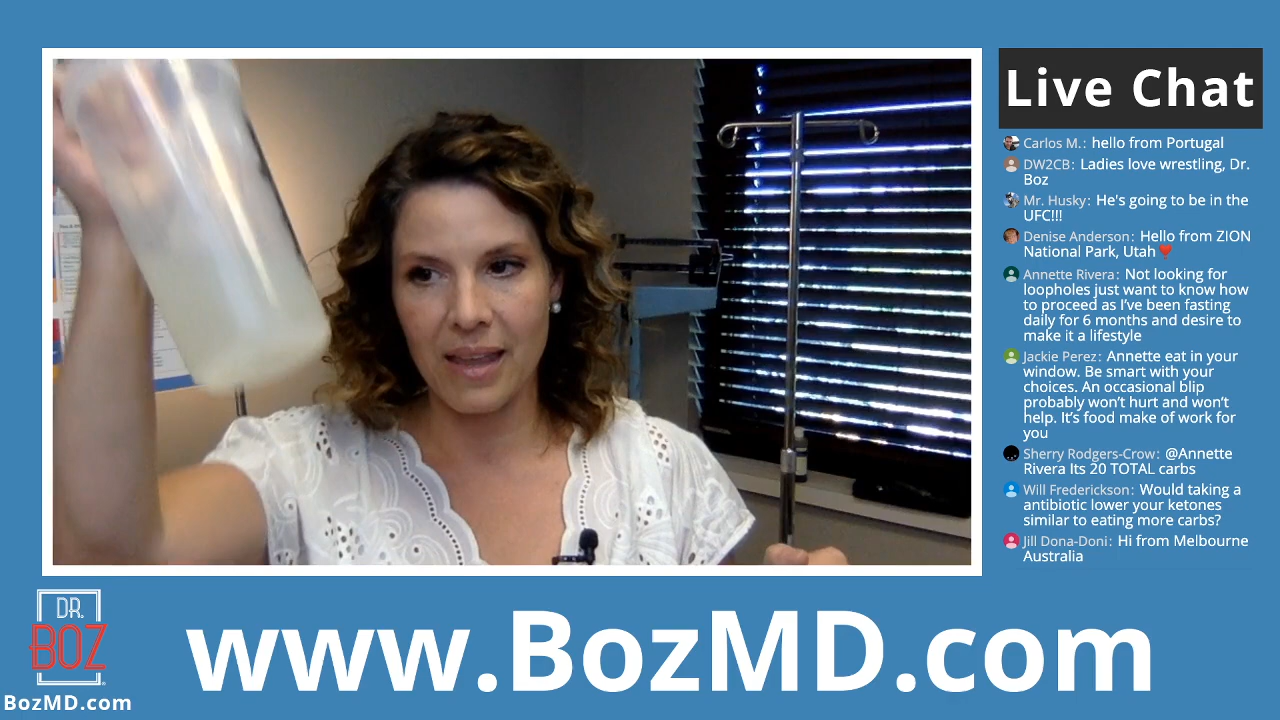 Live Chat
Carlos M.: hello from Portugal
DW2CB: Ladies love wrestling, Dr.
Boz
Mr. Husky: He's going to be in the
UFC!!!
Denise Anderson: Hello from ZION
National Park, Utah❣️
Annette Rivera: Not looking for
loopholes just want to know how
to proceed as I've been fasting
daily for 6 months and desire to
make it a lifestyle
Jackie Perez: Annette eat in your
window. Be smart with your
choices. An occasional blip
probably won't hurt and won't
help. It's food make of work for
you
Sherry Rodgers-Crow: @Annette
Rivera Its 20 TOTAL carbs
Will Frederickson: Would taking a
antibiotic lower your ketones
similar to eating more carbs?
Jill Dona-Doni: Hi from Melbourne
Australia
DR.
BOZ
BozMD.com
www.BozMD.com